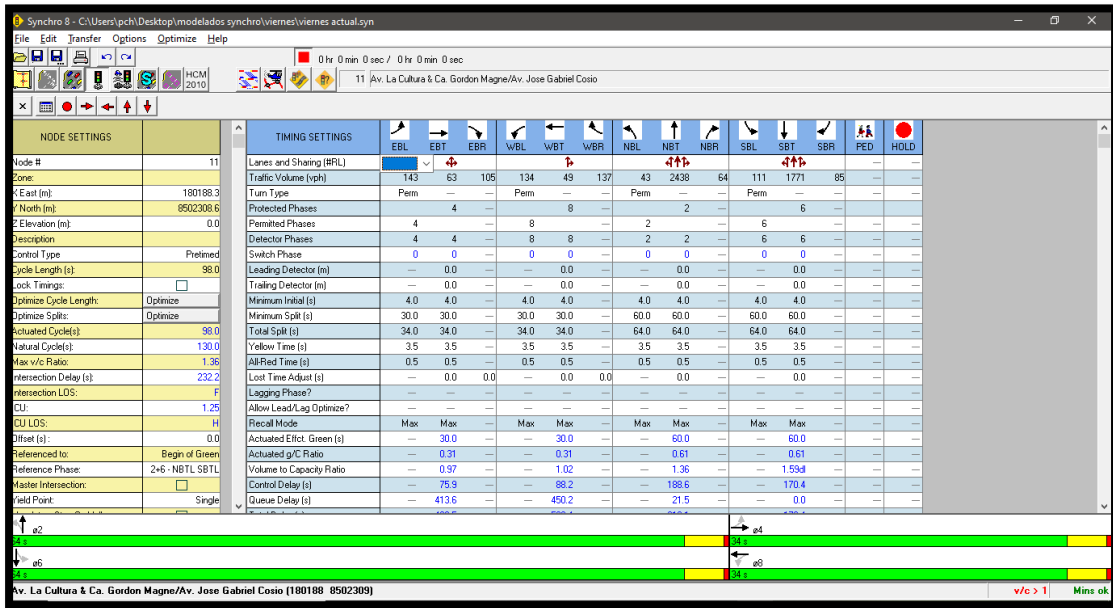 Synchro 8 - C:\Users\pch\Desktop\modelados synchro\viernes\viernes actual.syn
File Edit Transfer Options Optimize Help
0 hr 0 min 0 sec / 0 hr 0 min 0 sec
HCM 2010
11 Av. La Cultura & Ca. Gordon Magne/Av. Jose Gabriel Cosio
NODE SETTINGS
Node # 11
Zone:
X East (m): 180188.3
Y North (m): 8502308.6
Z Elevation (m): 0.0
Description
Control Type Pretimed
Cycle Length (s): 98.0
Lock Timings:
Optimize Cycle Length: Optimize
Optimize Splits: Optimize
Actuated Cycle(s): 98.0
Natural Cycle(s): 130.0
Max v/c Ratio: 1.36
Intersection Delay (s): 232.2
Intersection LOS: F
ICU: 1.25
ICU LOS: H
Offset (s) : 0.0
Referenced to: Begin of Green
Reference Phase: 2+6 - NBTL SBTL
Master Intersection:
Yield Point: Single
TIMING SETTINGS EBL EBT EBR WBL WBT WBR NBL NBT NBR SBL SBT SBR PED HOLD
Lanes and Sharing (#RL) — —
Traffic Volume (vph) 143 63 105 134 49 137 43 2438 64 111 1771 85 — —
Turn Type Perm — — Perm — — Perm — — Perm — — — —
Protected Phases 4 — 8 — 2 — 6 — — —
Permitted Phases 4 — 8 — 2 — 6 — — —
Detector Phases 4 4 — 8 8 — 2 2 — 6 6 — — —
Switch Phase 0 0 — 0 0 — 0 0 — 0 0 — — —
Leading Detector (m) — 0.0 — — 0.0 — — 0.0 — — 0.0 — — —
Trailing Detector (m) — 0.0 — — 0.0 — — 0.0 — — 0.0 — — —
Minimum Initial (s) 4.0 4.0 — 4.0 4.0 — 4.0 4.0 — 4.0 4.0 — — —
Minimum Split (s) 30.0 30.0 — 30.0 30.0 — 60.0 60.0 — 60.0 60.0 — — —
Total Split (s) 34.0 34.0 — 34.0 34.0 — 64.0 64.0 — 64.0 64.0 — — —
Yellow Time (s) 3.5 3.5 — 3.5 3.5 — 3.5 3.5 — 3.5 3.5 — — —
All-Red Time (s) 0.5 0.5 — 0.5 0.5 — 0.5 0.5 — 0.5 0.5 — — —
Lost Time Adjust (s) — 0.0 0.0 — 0.0 0.0 — 0.0 — — 0.0 — — —
Lagging Phase? — — — — — — — — — — — — — —
Allow Lead/Lag Optimize? — — — — — — — — — — — — — —
Recall Mode Max Max — Max Max — Max Max — Max Max — — —
Actuated Effct. Green (s) — 30.0 — — 30.0 — — 60.0 — — 60.0 — — —
Actuated g/C Ratio — 0.31 — — 0.31 — — 0.61 — — 0.61 — — —
Volume to Capacity Ratio — 0.97 — — 1.02 — — 1.36 — — 1.59dl — — —
Control Delay (s) — 75.9 — — 88.2 — — 188.6 — — 170.4 — — —
Queue Delay (s) — 413.6 — — 450.2 — — 21.5 — — 0.0 — — —
ø2
64 s
ø4
34 s
ø6
64 s
ø8
34 s
Av. La Cultura & Ca. Gordon Magne/Av. Jose Gabriel Cosio (180188 8502309)
v/c > 1 Mins ok